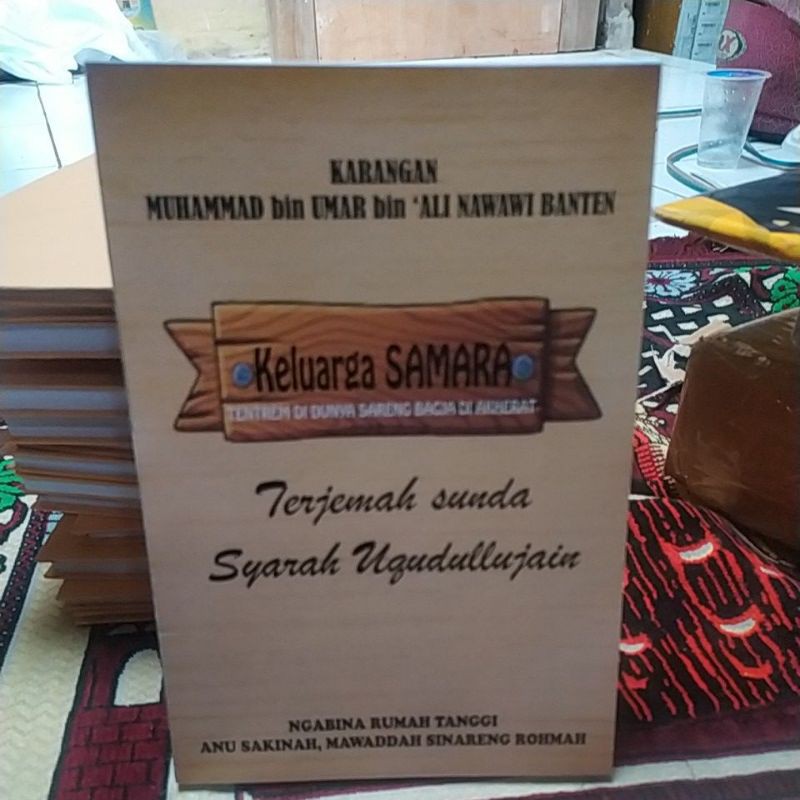 KARANGAN
MUHAMMAD bin UMAR bin ‘ALI NAWAWI BANTEN
Keluarga SAMARA
TENTREM DI DUNYA SARENG BAGJA DI AKHERAT
Terjemah sunda
Syarah Uqudullujain
NGABINA RUMAH TANGGI
ANU SAKINAH, MAWADDAH SINARENG ROHMAH